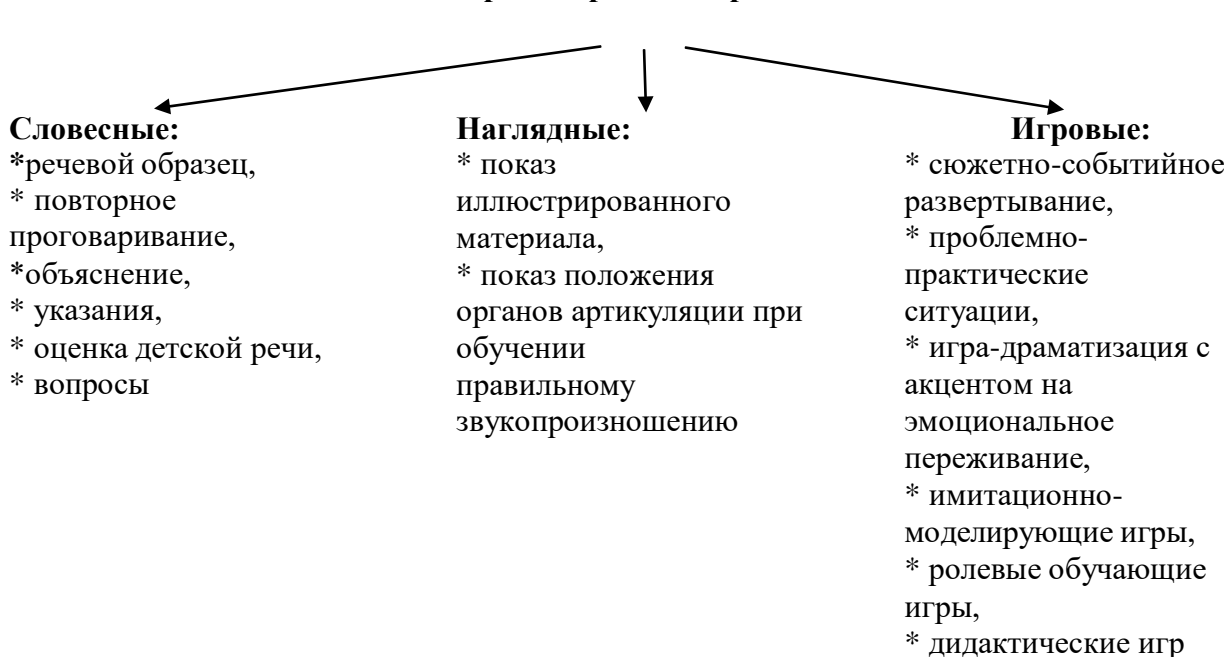 Словесные:
*речевой образец,
* повторное
проговаривание,
*объяснение,
* указания,
* оценка детской речи,
* вопросы
Наглядные:
* показ
иллюстрированного
материала,
* показ положения
органов артикуляции при
обучении
правильному
звукопроизношению
Игровые:
* сюжетно-событийное
развертывание,
* проблемно-
практические
ситуации,
* игра-драматизация с
акцентом на
эмоциональное
переживание,
* имитационно-
моделирующие игры,
* ролевые обучающие
игры,
* дидактические игр